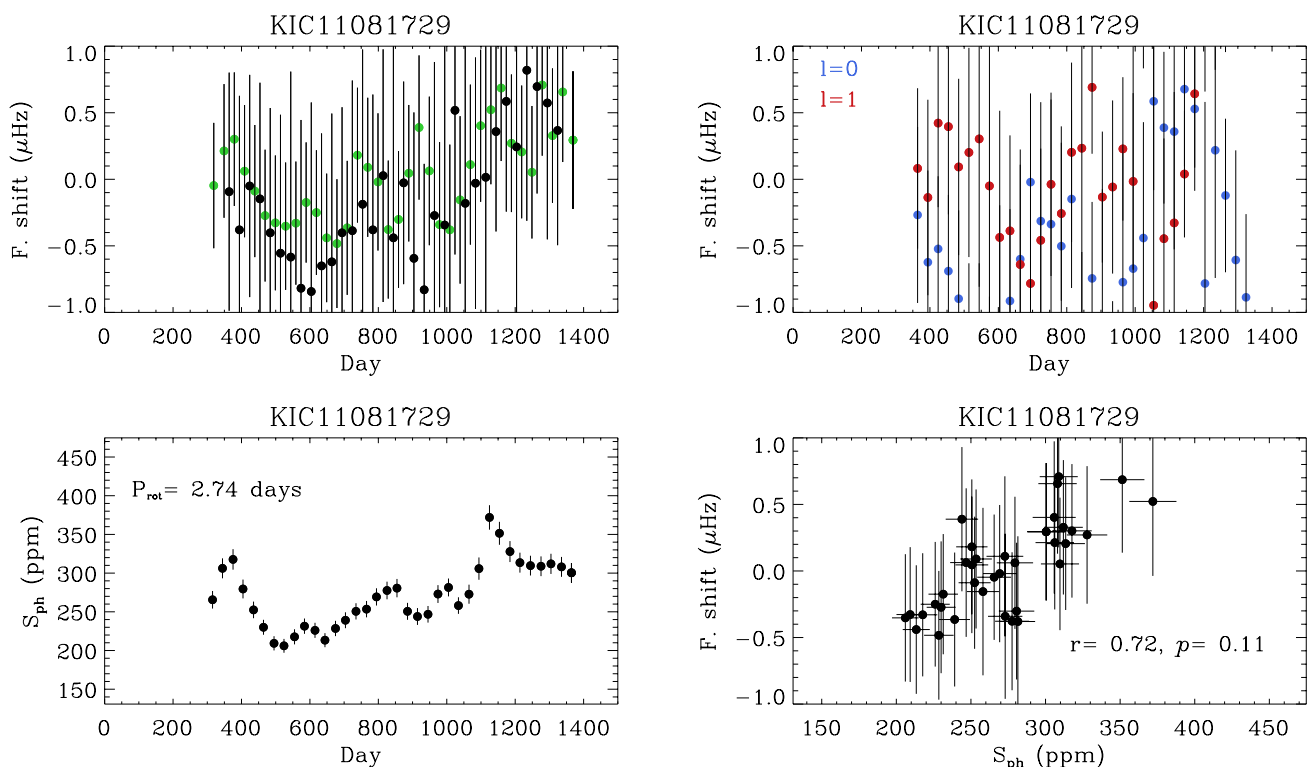 KIC11081729
1.0
0.5
0.0
−0.5
−1.0
F. shift (μHz)
0 200 400 600 800 1000 1200 1400
Day
KIC11081729
l=0
l=1
1.0
0.5
0.0
−0.5
−1.0
F. shift (μHz)
0 200 400 600 800 1000 1200 1400
Day
KIC11081729
Prot= 2.74 days
450
400
350
300
250
200
150
Sph (ppm)
0 200 400 600 800 1000 1200 1400
Day
KIC11081729
1.0
0.5
0.0
−0.5
−1.0
F. shift (μHz)
r= 0.72, p= 0.11
150 200 250 300 350 400 450
Sph (ppm)